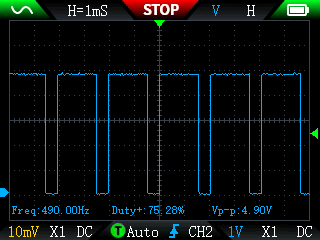 H=1mS STOP V H
Freq:490.00Hz Duty+:75.28% Vp-p:4.90V
10mV X1 DC T Auto CH2 1V X1 DC